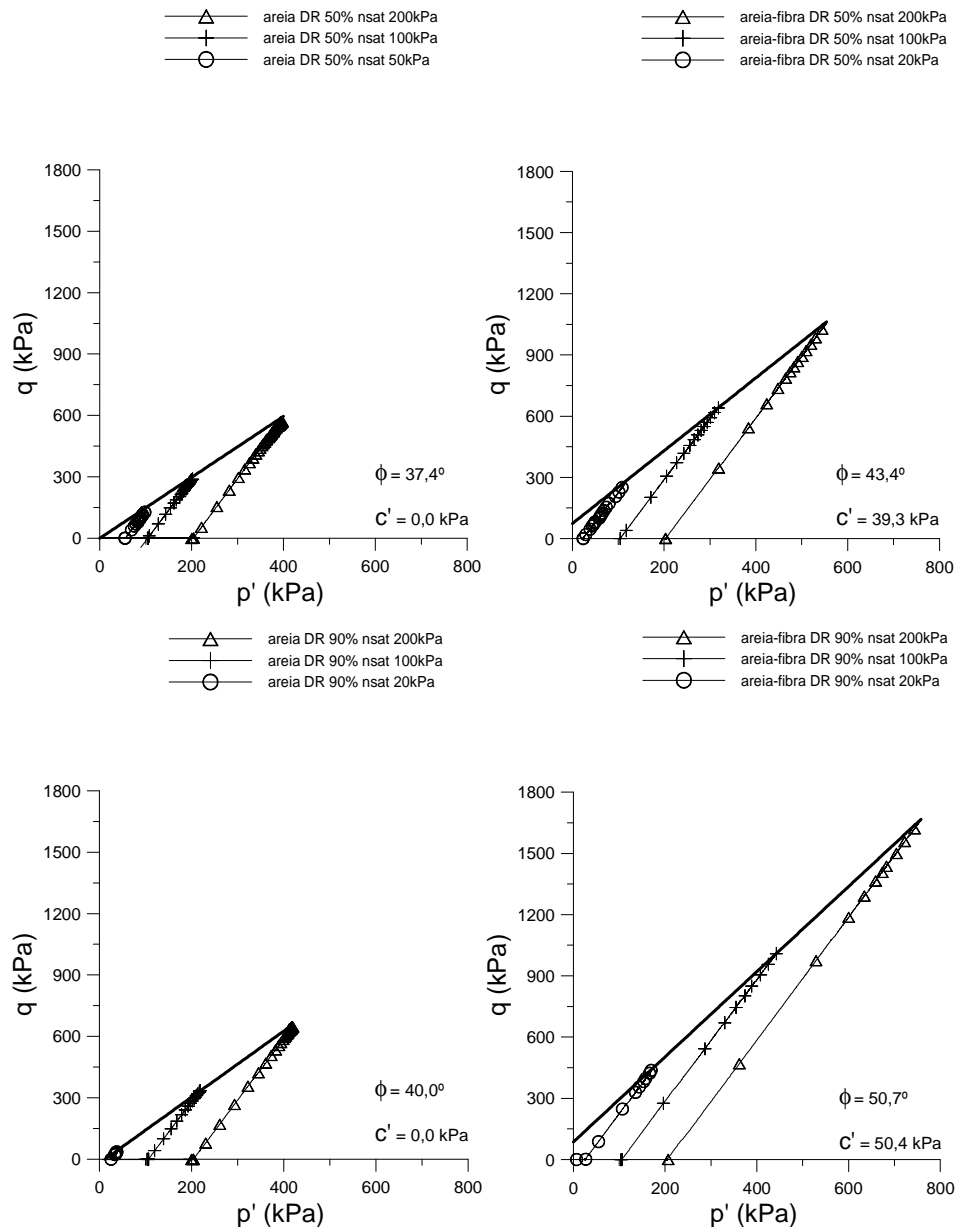 areia DR 50% nsat 200kPa
areia DR 50% nsat 100kPa
areia DR 50% nsat 50kPa
1800
1500
1200
900
600
300
0
q (kPa)
ϕ = 37,4º
c' = 0,0 kPa
0 200 400 600 800
p' (kPa)
areia-fibra DR 50% nsat 200kPa
areia-fibra DR 50% nsat 100kPa
areia-fibra DR 50% nsat 20kPa
1800
1500
1200
900
600
300
0
q (kPa)
ϕ = 43,4º
c' = 39,3 kPa
0 200 400 600 800
p' (kPa)
areia DR 90% nsat 200kPa
areia DR 90% nsat 100kPa
areia DR 90% nsat 20kPa
1800
1500
1200
900
600
300
0
q (kPa)
ϕ = 40,0º
c' = 0,0 kPa
0 200 400 600 800
p' (kPa)
areia-fibra DR 90% nsat 200kPa
areia-fibra DR 90% nsat 100kPa
areia-fibra DR 90% nsat 20kPa
1800
1500
1200
900
600
300
0
q (kPa)
ϕ = 50,7º
c' = 50,4 kPa
0 200 400 600 800
p' (kPa)